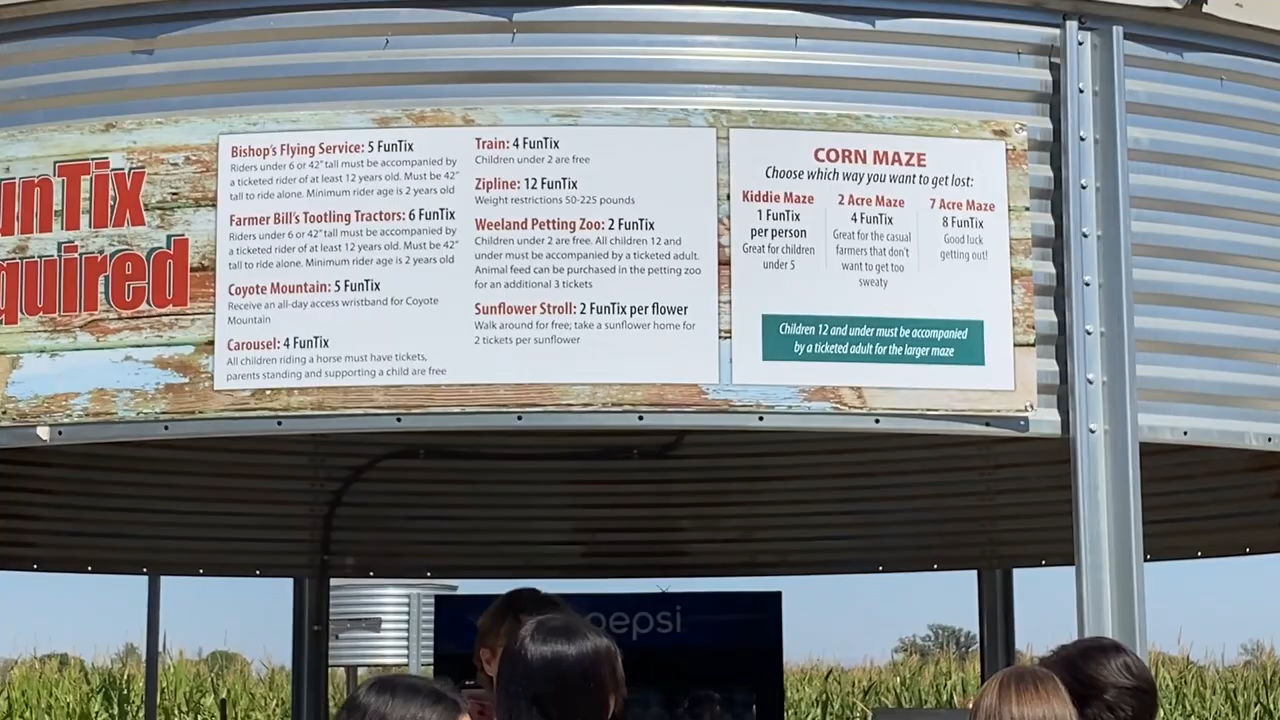 Bishop's Flying Service: 5 FunTix
Riders under 6 or 42" tall must be accompanied by
a ticketed rider of at least 12 years old. Must be 42"
tall to ride alone. Minimum rider age is 2 years old
Farmer Bill's Tootling Tractors: 6 FunTix
Riders under 6 or 42" tall must be accompanied by
a ticketed rider of at least 12 years old. Must be 42"
tall to ride alone. Minimum rider age is 2 years old
Coyote Mountain: 5 FunTix
Receive an all-day access wristband for Coyote
Mountain
Carousel: 4 FunTix
All children riding a horse must have tickets,
parents standing and supporting a child are free
Train: 4 FunTix
Children under 2 are free
Zipline: 12 FunTix
Weight restrictions 50-225 pounds
Weeland Petting Zoo: 2 FunTix
Children under 2 are free. All children 12 and
under must be accompanied by a ticketed adult.
Animal feed can be purchased in the petting zoo
for an additional 3 tickets
Sunflower Stroll: 2 FunTix per flower
Walk around for free; take a sunflower home for
2 tickets per sunflower
CORN MAZE
Choose which way you want to get lost:
Kiddie Maze
1 FunTix
per person
Great for children
under 5
2 Acre Maze
4 FunTix
Great for the casual
farmers that don't
want to get too
sweaty
7 Acre Maze
8 FunTix
Good luck
getting out!
Children 12 and under must be accompanied
by a ticketed adult for the larger maze
pepsi